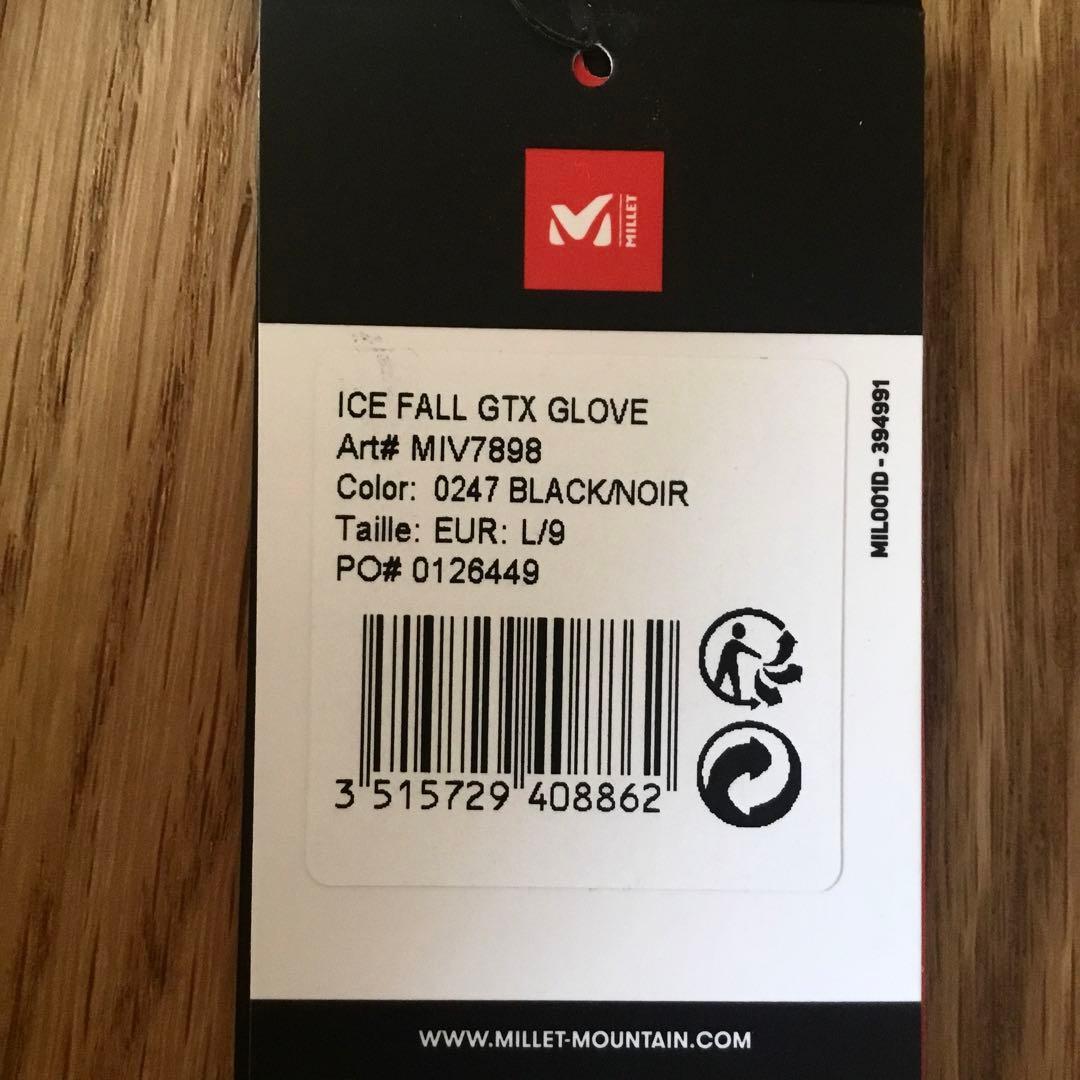 MILLET
ICE FALL GTX GLOVE
Art# MIV7898
Color: 0247 BLACK/NOIR
Taille: EUR: L/9
PO# 0126449
3 515729 408862
MIL001D - 394991
WWW.MILLET-MOUNTAIN.COM